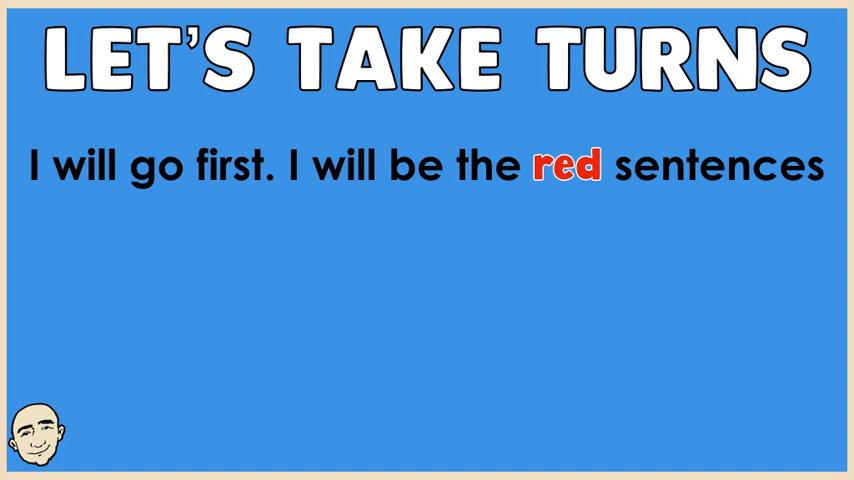 LET'S TAKE TURNS
I will go first. I will be the red sentences